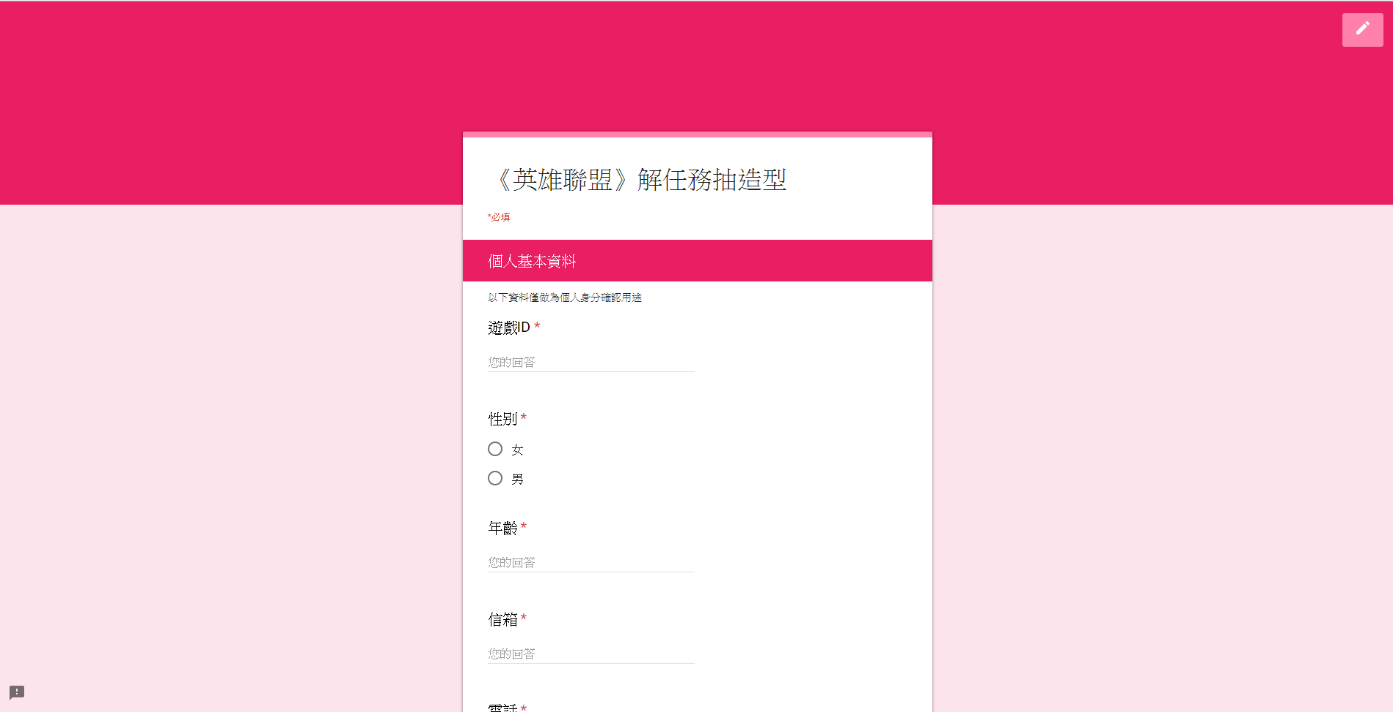 《英雄聯盟》解任務抽造型
*必填
個人基本資料
以下資料僅做為個人身分確認用途
遊戲ID *
您的回答
性別 *
女
男
年齡 *
您的回答
信箱 *
您的回答
電話 *